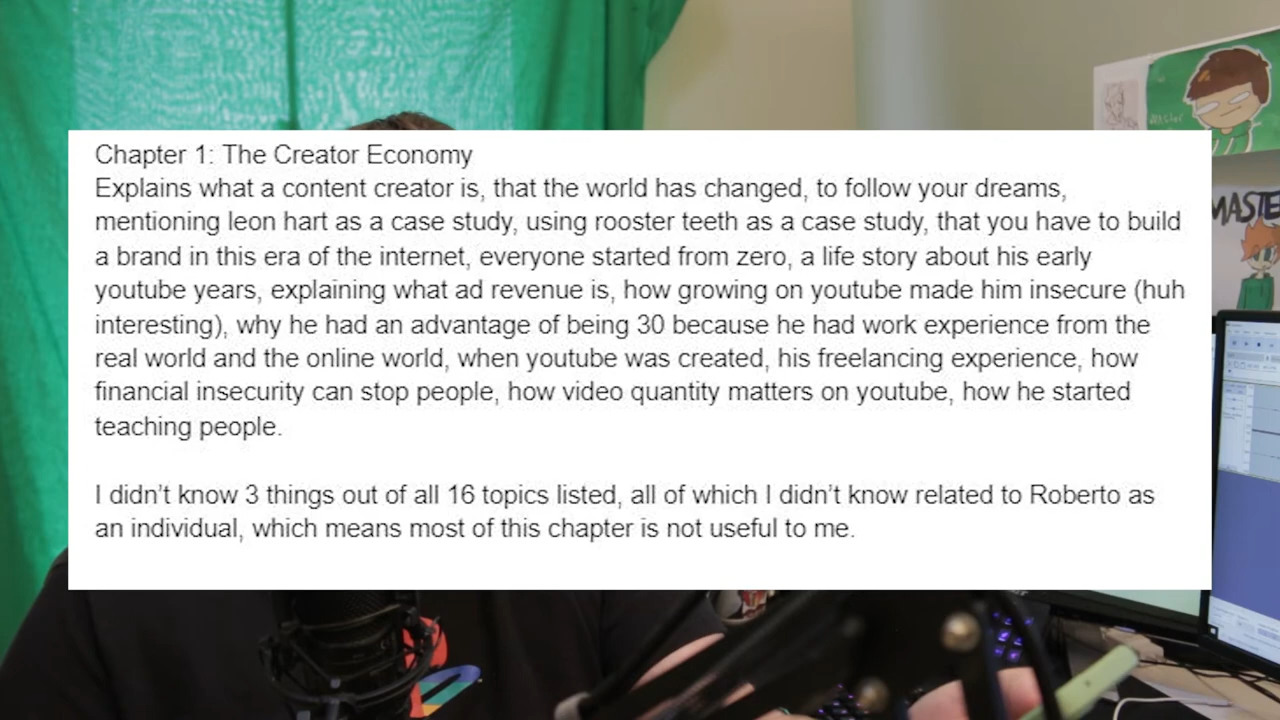 Chapter 1: The Creator Economy
Explains what a content creator is, that the world has changed, to follow your dreams,
mentioning leon hart as a case study, using rooster teeth as a case study, that you have to build
a brand in this era of the internet, everyone started from zero, a life story about his early
youtube years, explaining what ad revenue is, how growing on youtube made him insecure (huh
interesting), why he had an advantage of being 30 because he had work experience from the
real world and the online world, when youtube was created, his freelancing experience, how
financial insecurity can stop people, how video quantity matters on youtube, how he started
teaching people.
I didn’t know 3 things out of all 16 topics listed, all of which I didn’t know related to Roberto as
an individual, which means most of this chapter is not useful to me.